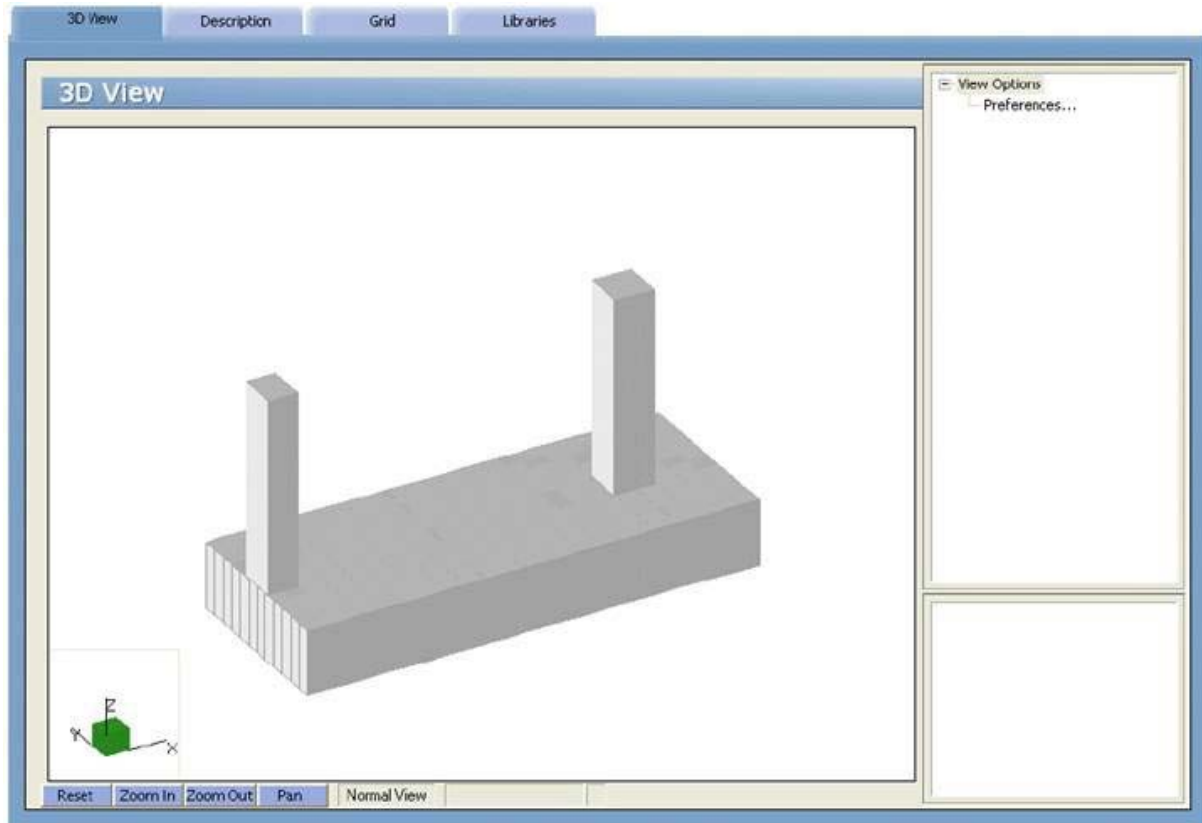 3D View
Description
Grid
Libraries
3D View
View Options
Preferences...
Z
Y
X
Reset
Zoom In
Zoom Out
Pan
Normal View